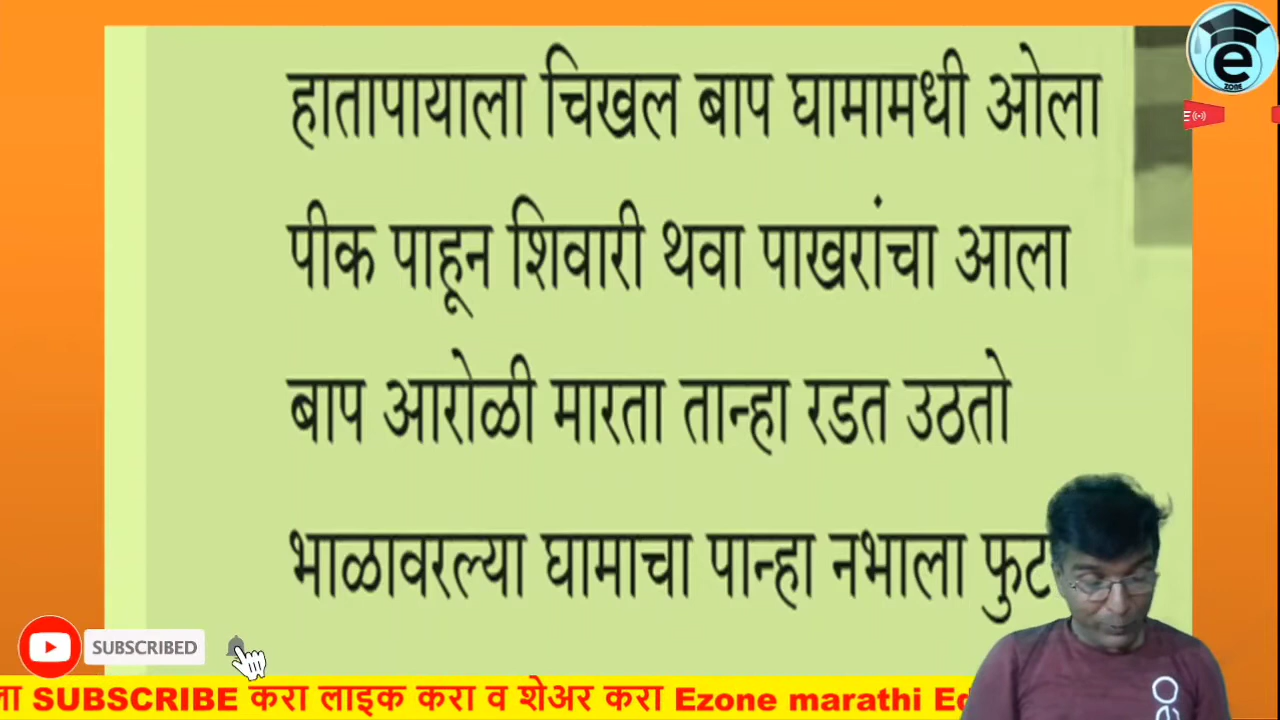 हातापायाला चिखल बाप घामामधी ओला
पीक पाहून शिवारी थवा पाखरांचा आला
बाप आरोळी मारता तान्हा रडत उठतो
भाळावरल्या घामाचा पान्हा नभाला
SUBSCRIBED
SUBSCRIBE करा लाइक करा व शेअर करा Ezone marathi
e
ZONE